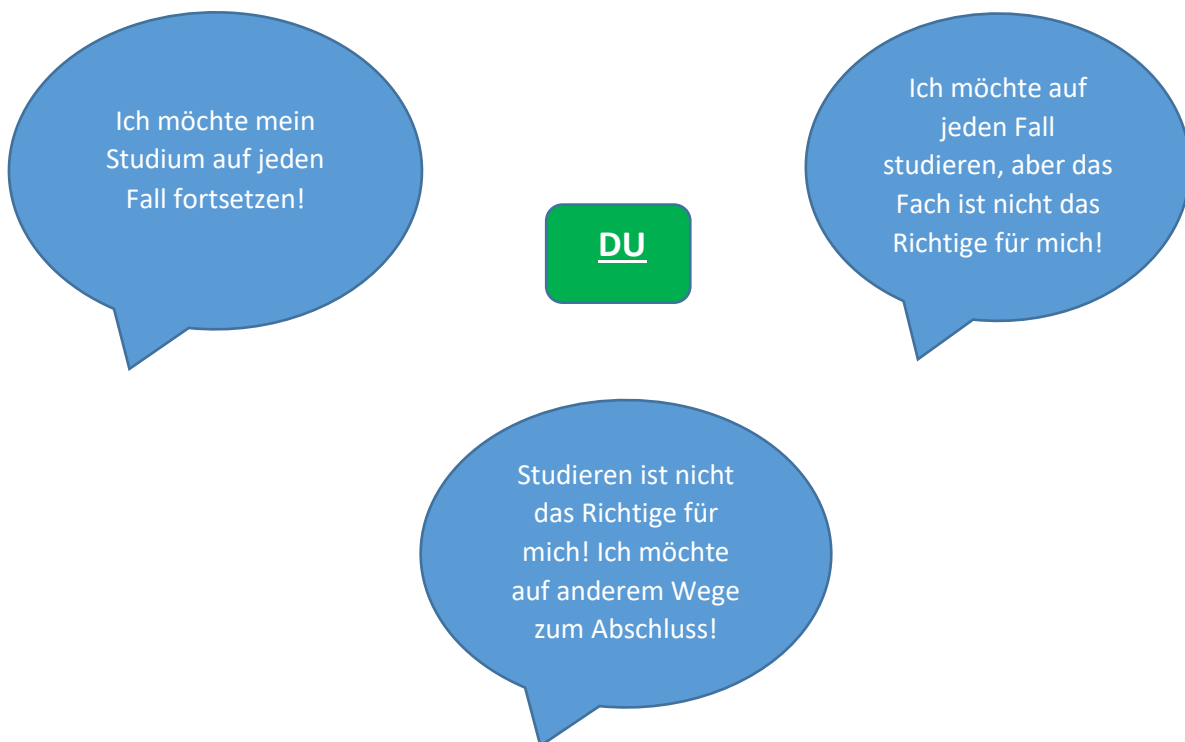 Ich möchte mein
Studium auf jeden
Fall fortsetzen!
Ich möchte auf
jeden Fall
studieren, aber das
Fach ist nicht das
Richtige für mich!
DU
Studieren ist nicht
das Richtige für
mich! Ich möchte
auf anderem Wege
zum Abschluss!